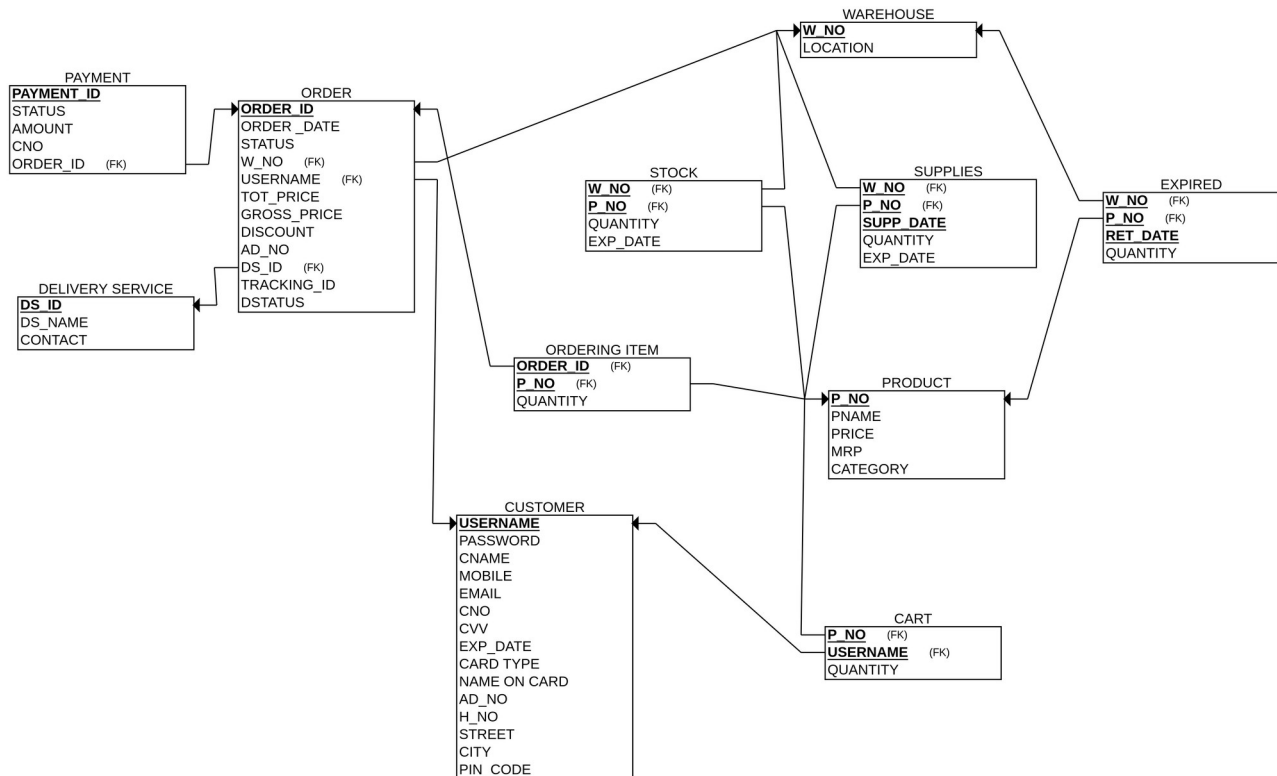 WAREHOUSE
W_NO
LOCATION
PAYMENT
PAYMENT_ID
STATUS
AMOUNT
CNO
ORDER_ID (FK)
ORDER
ORDER_ID
ORDER _DATE
STATUS
W_NO (FK)
USERNAME (FK)
TOT_PRICE
GROSS_PRICE
DISCOUNT
AD_NO
DS_ID (FK)
TRACKING_ID
DSTATUS
STOCK
W_NO (FK)
P_NO (FK)
QUANTITY
EXP_DATE
SUPPLIES
W_NO (FK)
P_NO (FK)
SUPP_DATE
QUANTITY
EXP_DATE
EXPIRED
W_NO (FK)
P_NO (FK)
RET_DATE
QUANTITY
DELIVERY SERVICE
DS_ID
DS_NAME
CONTACT
ORDERING ITEM
ORDER_ID (FK)
P_NO (FK)
QUANTITY
PRODUCT
P_NO
PNAME
PRICE
MRP
CATEGORY
CUSTOMER
USERNAME
PASSWORD
CNAME
MOBILE
EMAIL
CNO
CVV
EXP_DATE
CARD TYPE
NAME ON CARD
AD_NO
H_NO
STREET
CITY
PIN_CODE
CART
P_NO (FK)
USERNAME (FK)
QUANTITY